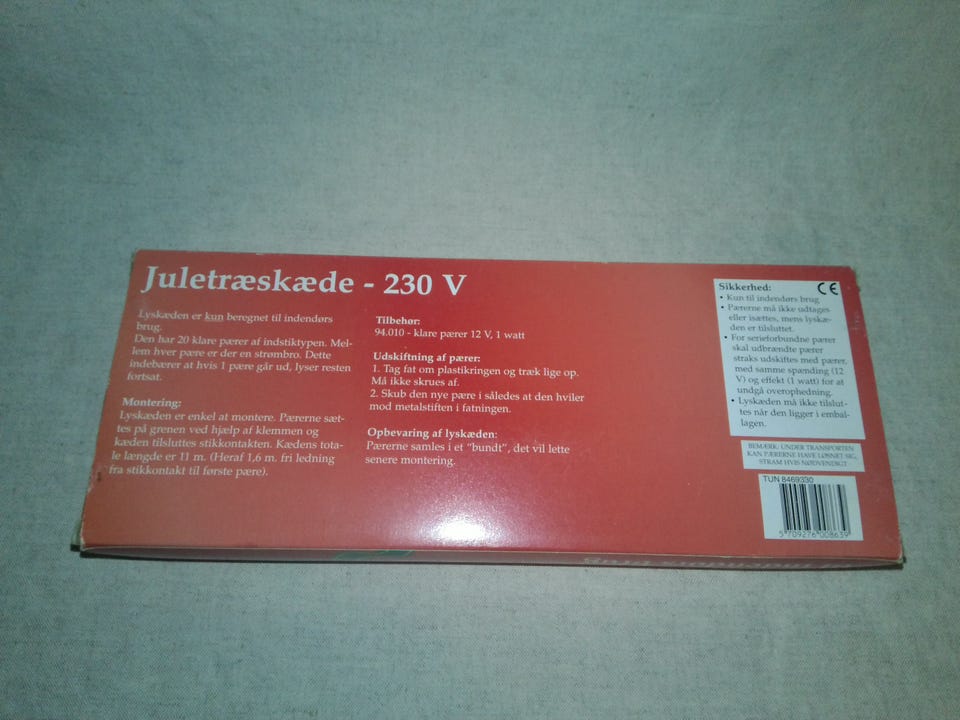 Juletræskæde - 230 V
Lyskæden er kun beregnet til indendørs
brug.
Den har 20 klare pærer af indstiktypen. Mel-
lem hver pære er der en strømbro. Dette
indebærer at hvis 1 pære går ud, lyser resten
fortsat.
Montering:
Lyskæden er enkel at montere. Pærerne sæt-
tes på grenen ved hjælp af klemmen og
kæden tilsluttes stikkontakten. Kædens tota-
le længde er 11 m. (Heraf 1,6 m. fri ledning
fra stikkontakt til første pære).
Tilbehør:
94.010 - klare pærer 12 V, 1 watt
Udskiftning af pærer:
1. Tag fat om plastikringen og træk lige op.
Må ikke skrues af.
2. Skub den nye pære i således at den hviler
mod metalstiften i fatningen.
Opbevaring af lyskæden:
Pærerne samles i et "bundt", det vil lette
senere montering.
Sikkerhed:
CE
• Kun til indendørs brug
• Pærerne må ikke udtages
eller isættes, mens lyskæ-
den er tilsluttet.
• For serieforbundne pærer
skal udbrændte pærer
straks udskiftes med pærer,
med samme spænding (12
V) og effekt (1 watt) for at
undgå overophedning.
• Lyskæden må ikke tilslut-
tes når den ligger i embal-
lagen.
BEMÆRK: UNDER TRANSPORTEN
KAN PÆRERNE HAVE LØSNET SIG,
STRAM HVIS NØDVENDIGT
TUN 8469330
5 709276 008639